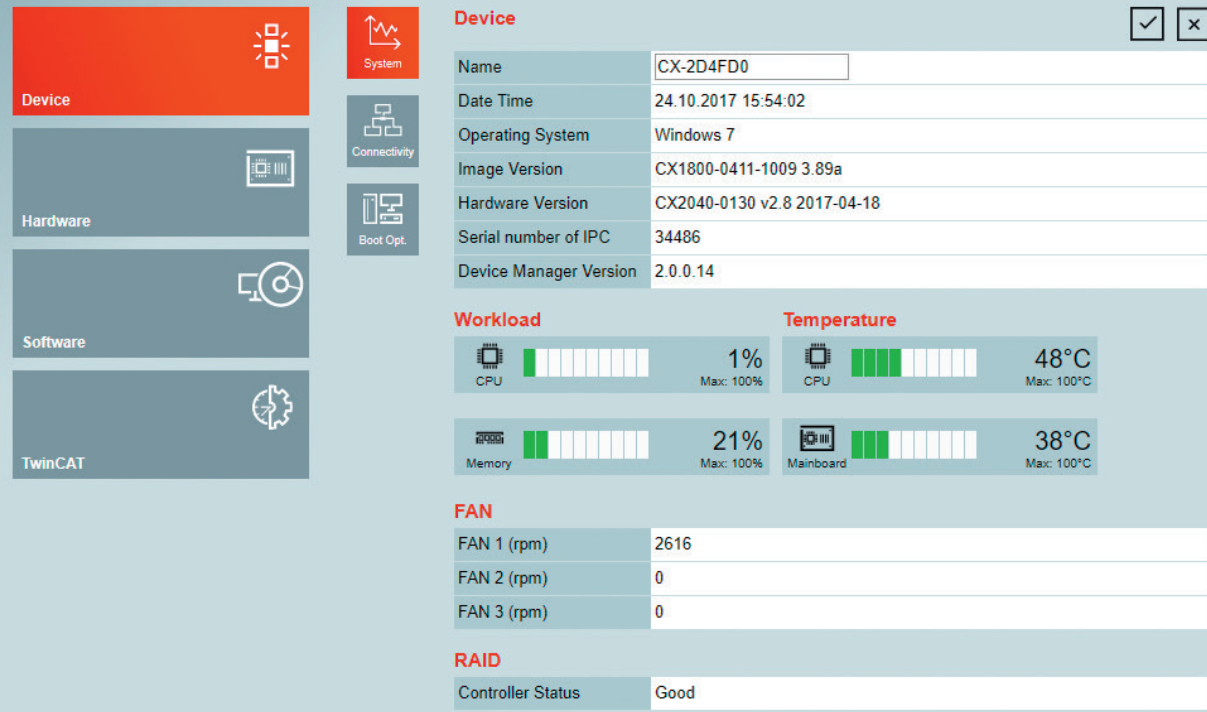 Device
Hardware
Software
TwinCAT
System
Connectivity
Boot Opt.
Device
Name CX-2D4FD0
Date Time 24.10.2017 15:54:02
Operating System Windows 7
Image Version CX1800-0411-1009 3.89a
Hardware Version CX2040-0130 v2.8 2017-04-18
Serial number of IPC 34486
Device Manager Version 2.0.0.14
Workload Temperature
CPU 1% Max: 100% CPU 48°C Max: 100°C
Memory 21% Max: 100% Mainboard 38°C Max: 100°C
FAN
FAN 1 (rpm) 2616
FAN 2 (rpm) 0
FAN 3 (rpm) 0
RAID
Controller Status Good